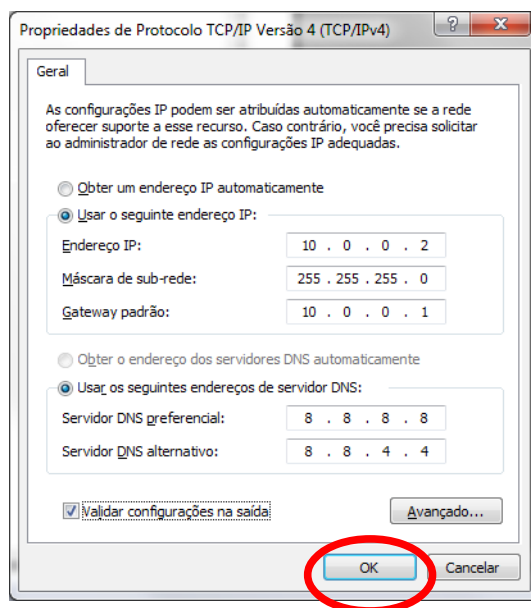 Propriedades de Protocolo TCP/IP Versão 4 (TCP/IPv4)
?
Geral
As configurações IP podem ser atribuídas automaticamente se a rede
oferecer suporte a esse recurso. Caso contrário, você precisa solicitar
ao administrador de rede as configurações IP adequadas.
Obter um endereço IP automaticamente
Usar o seguinte endereço IP:
Endereço IP: 10 . 0 . 0 . 2
Máscara de sub-rede: 255 . 255 . 255 . 0
Gateway padrão: 10 . 0 . 0 . 1
Obter o endereço dos servidores DNS automaticamente
Usar os seguintes endereços de servidor DNS:
Servidor DNS preferencial: 8 . 8 . 8 . 8
Servidor DNS alternativo: 8 . 8 . 4 . 4
Validar configurações na saída Avançado...
OK Cancelar